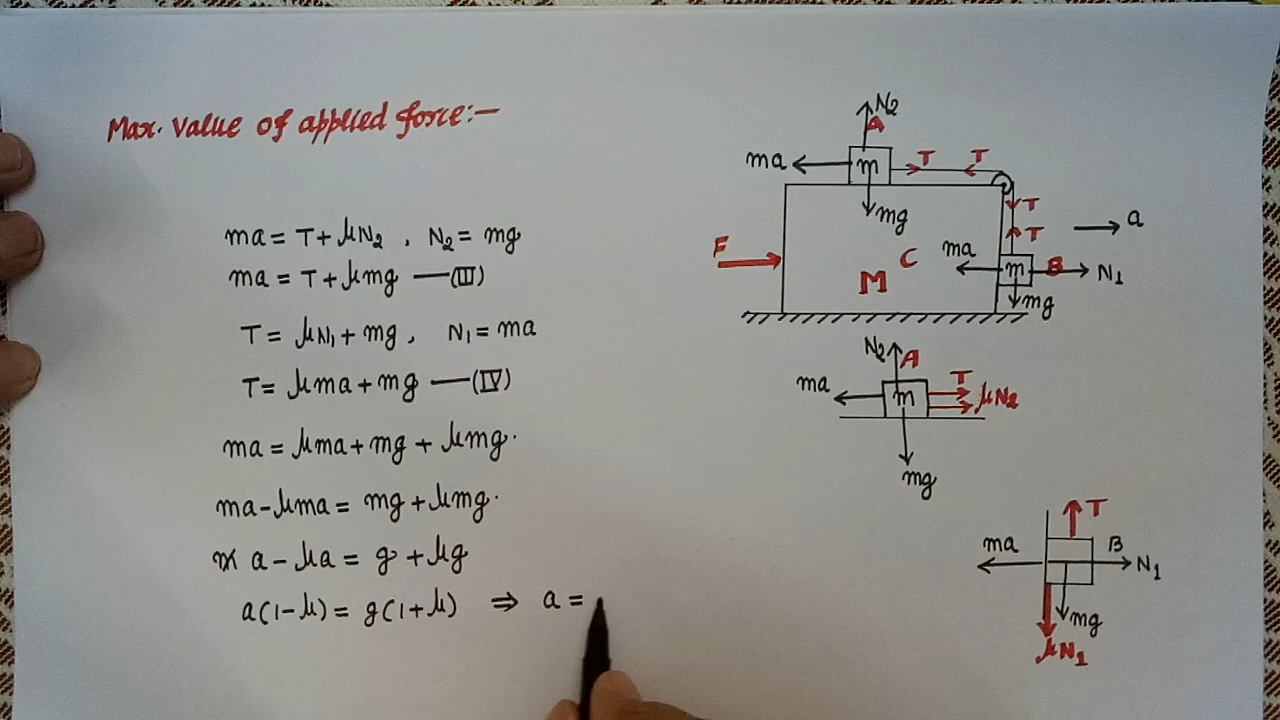 Max. Value of applied force:-
ma = T + μN₂ , N₂ = mg
ma = T + μmg —(III)
T = μN₁ + mg , N₁ = ma
T = μma + mg —(IV)
ma = μma + mg + μmg.
ma - μma = mg + μmg.
a - μa = g + μg
a(1-μ) = g(1+μ) ⇒ a =
N₂
A
ma
m
T
T
mg
T
T
a
F
C
M
ma
m
B
N₁
mg
N₂
A
ma
m
T
μN₂
mg
T
ma
B
N₁
mg
μN₁